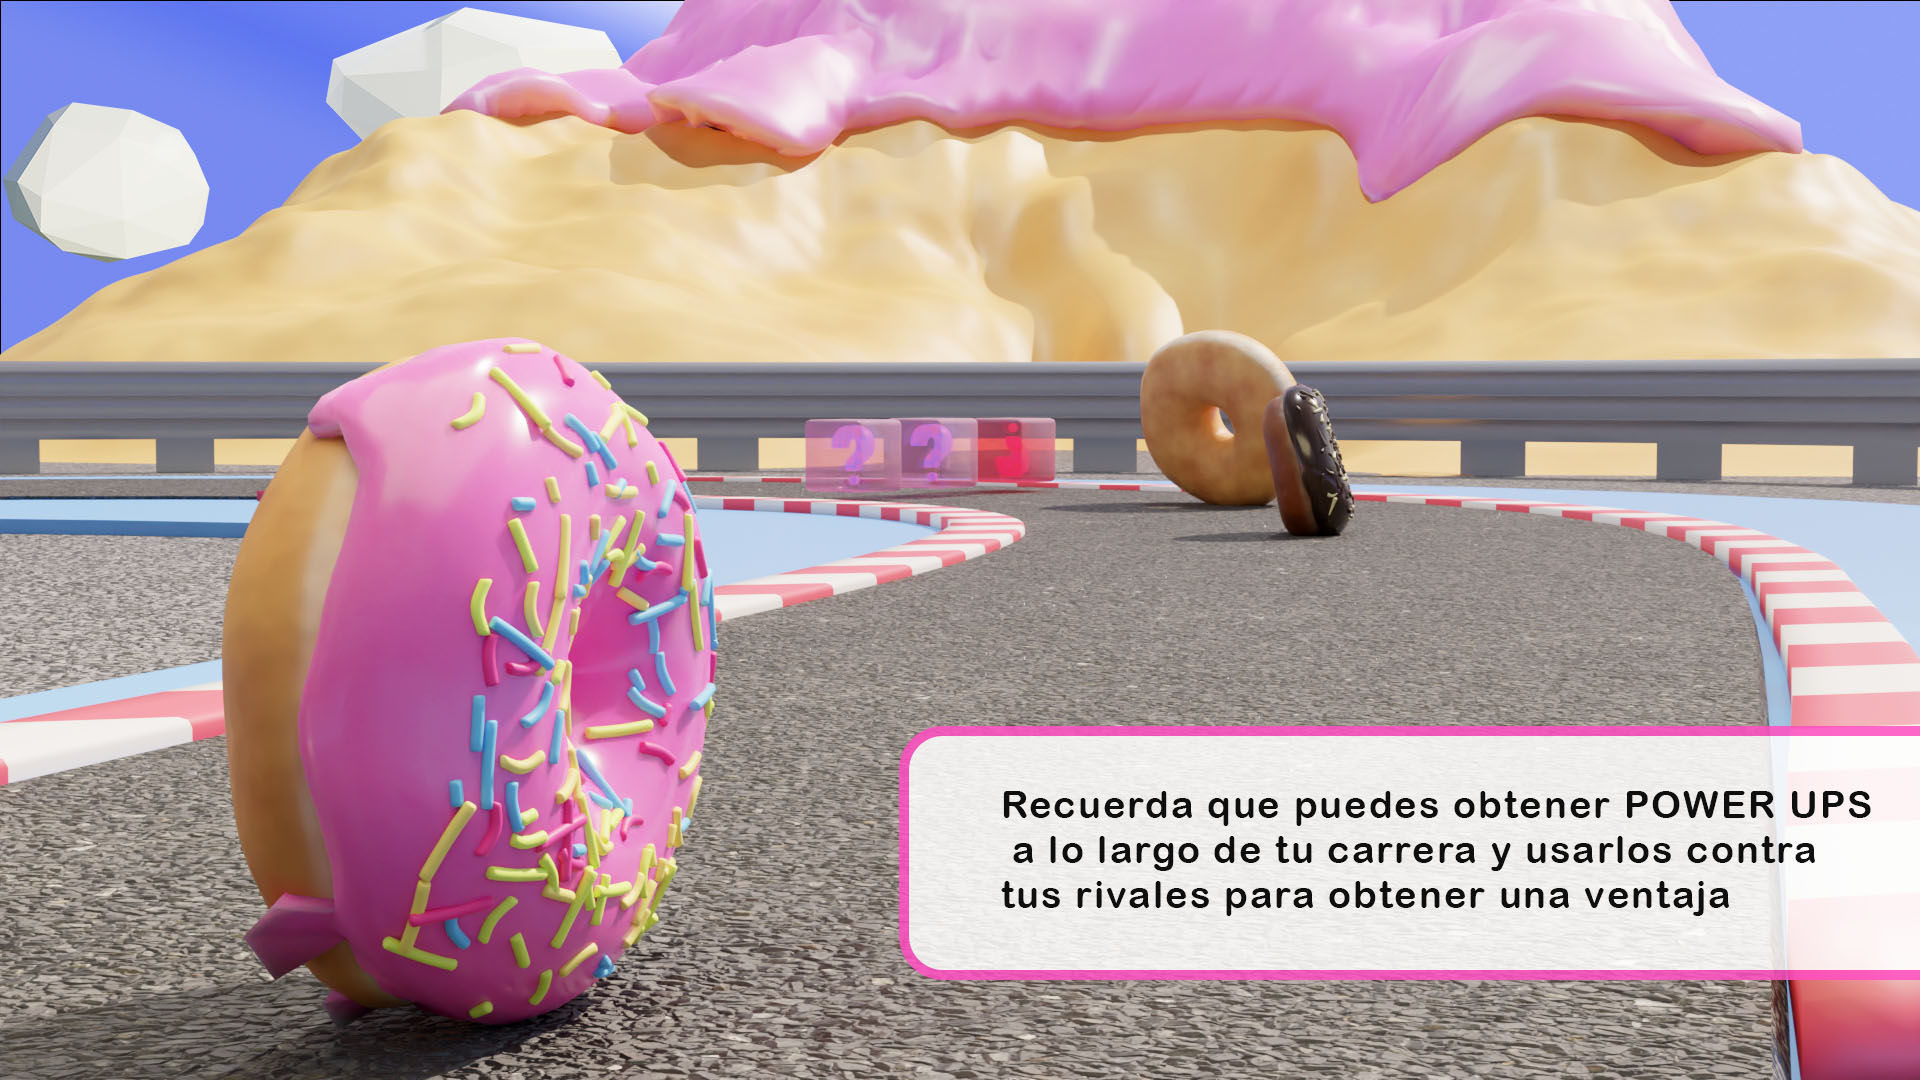 ? ? ¿
Recuerda que puedes obtener POWER UPS
a lo largo de tu carrera y usarlos contra
tus rivales para obtener una ventaja